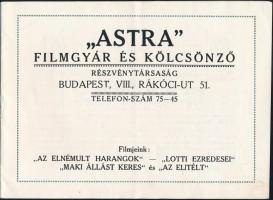 „ASTRA”
FILMGYÁR ÉS KÖLCSÖNZŐ
RÉSZVÉNYTÁRSASÁG
BUDAPEST, VIII., RÁKÓCI-UT 51.
TELEFON-SZÁM 75—45
Filmjeink:
„AZ ELNÉMULT HARANGOK” — „LOTTI EZREDESEI”
„MAKI ÁLLÁST KERES” és „AZ ELITÉLT”